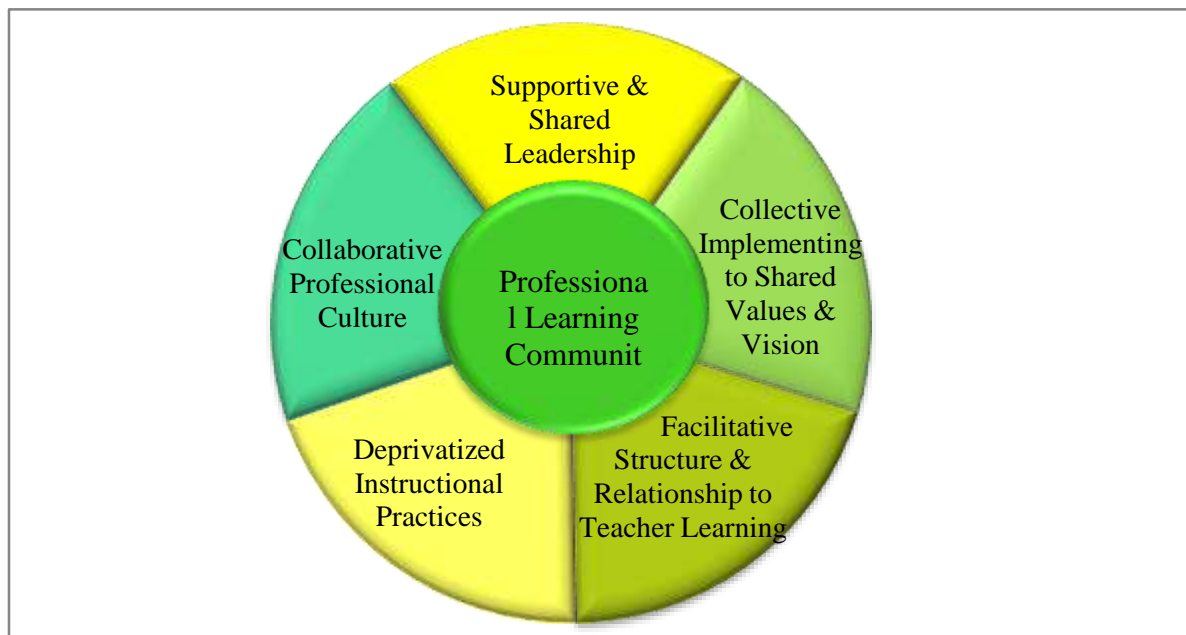 Supportive &
Shared
Leadership
Collective
Implementing
to Shared
Values &
Vision
Facilitative
Structure &
Relationship to
Teacher Learning
Deprivatized
Instructional
Practices
Collaborative
Professional
Culture
Professiona
l Learning
Communit